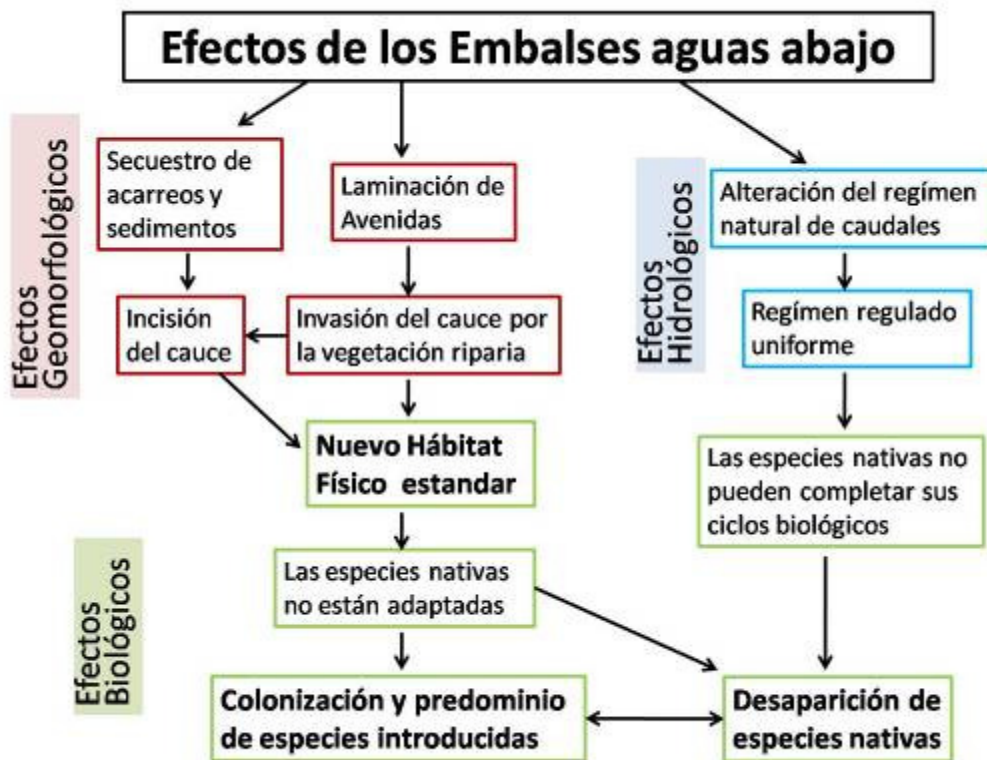 Efectos de los Embalses aguas abajo
Efectos
Geomorfológicos
Secuestro de
acarreos y
sedimentos
Laminación de
Avenidas
Efectos
Hidrológicos
Alteración del regímen
natural de caudales
Incisión
del cauce
Invasión del cauce por
la vegetación riparia
Regímen regulado
uniforme
Nuevo Hábitat
Físico estandar
Las especies nativas no
pueden completar sus
ciclos biológicos
Efectos
Biológicos
Las especies nativas
no están adaptadas
Colonización y predominio
de especies introducidas
Desaparición de
especies nativas